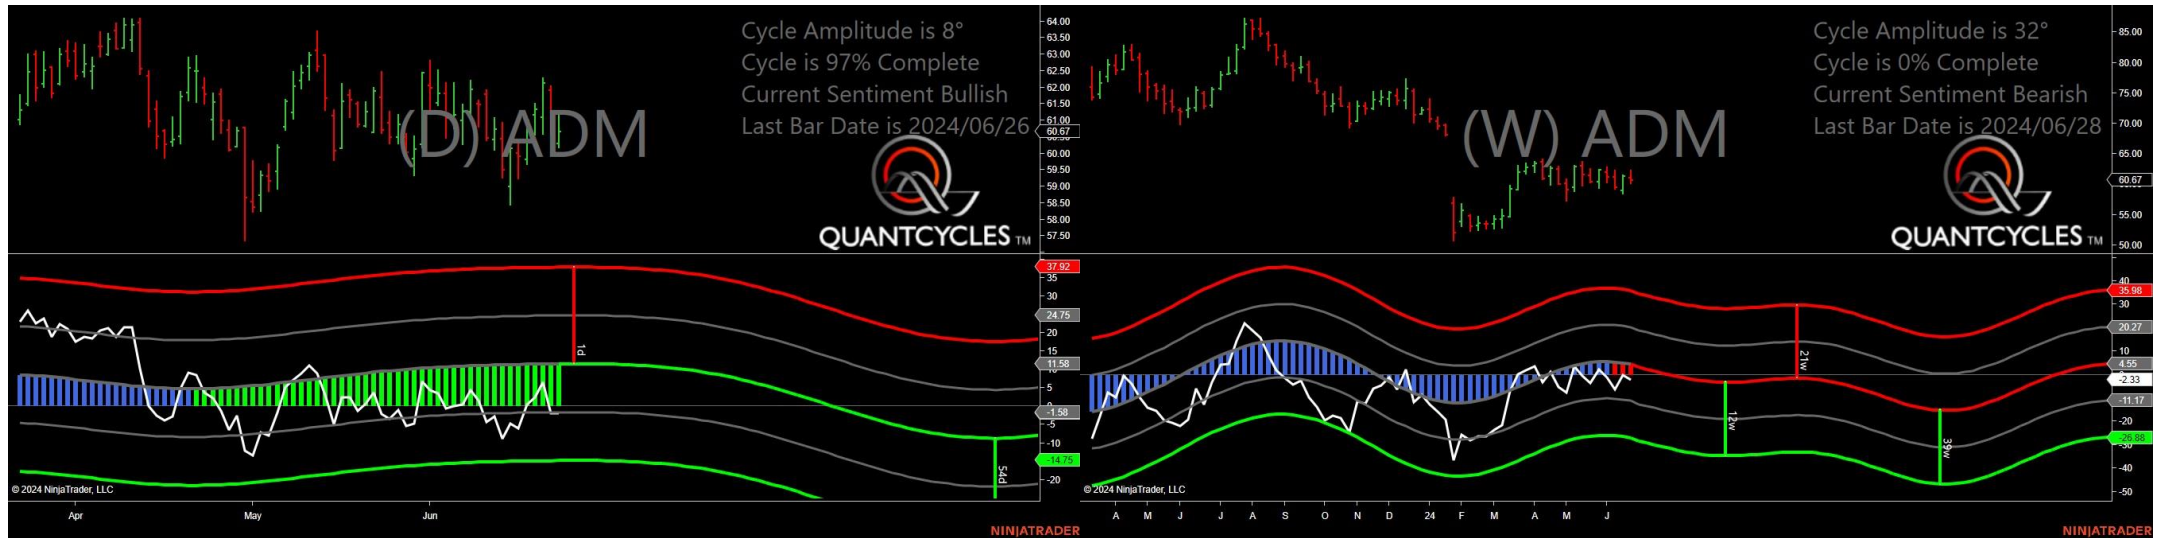 Cycle Amplitude is 8°
Cycle is 97% Complete
Current Sentiment Bullish
Last Bar Date is 2024/06/26
(D) ADM
QUANTCYCLES TM
64.00
63.50
63.00
62.50
62.00
61.50
61.00
60.67
60.00
59.50
59.00
58.50
58.00
57.50
37.92
35
30
24.75
20
15
11.58
10
5
0
-1.58
-5
-10
-14.75
-20
1d
54d
© 2024 NinjaTrader, LLC
Apr May Jun
NINJATRADER
Cycle Amplitude is 32°
Cycle is 0% Complete
Current Sentiment Bearish
Last Bar Date is 2024/06/28
(W) ADM
QUANTCYCLES TM
85.00
80.00
75.00
70.00
65.00
60.67
55.00
50.00
40
35.98
30
20.27
10
4.55
-2.33
-11.17
-20
-26.88
-40
-50
21w
12w
39w
© 2024 NinjaTrader, LLC
A M J J A S O N D 24 F M A M J
NINJATRADER